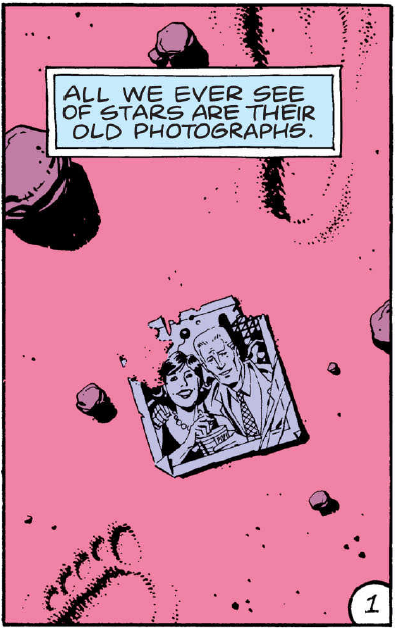 ALL WE EVER SEE
OF STARS ARE THEIR
OLD PHOTOGRAPHS.
1